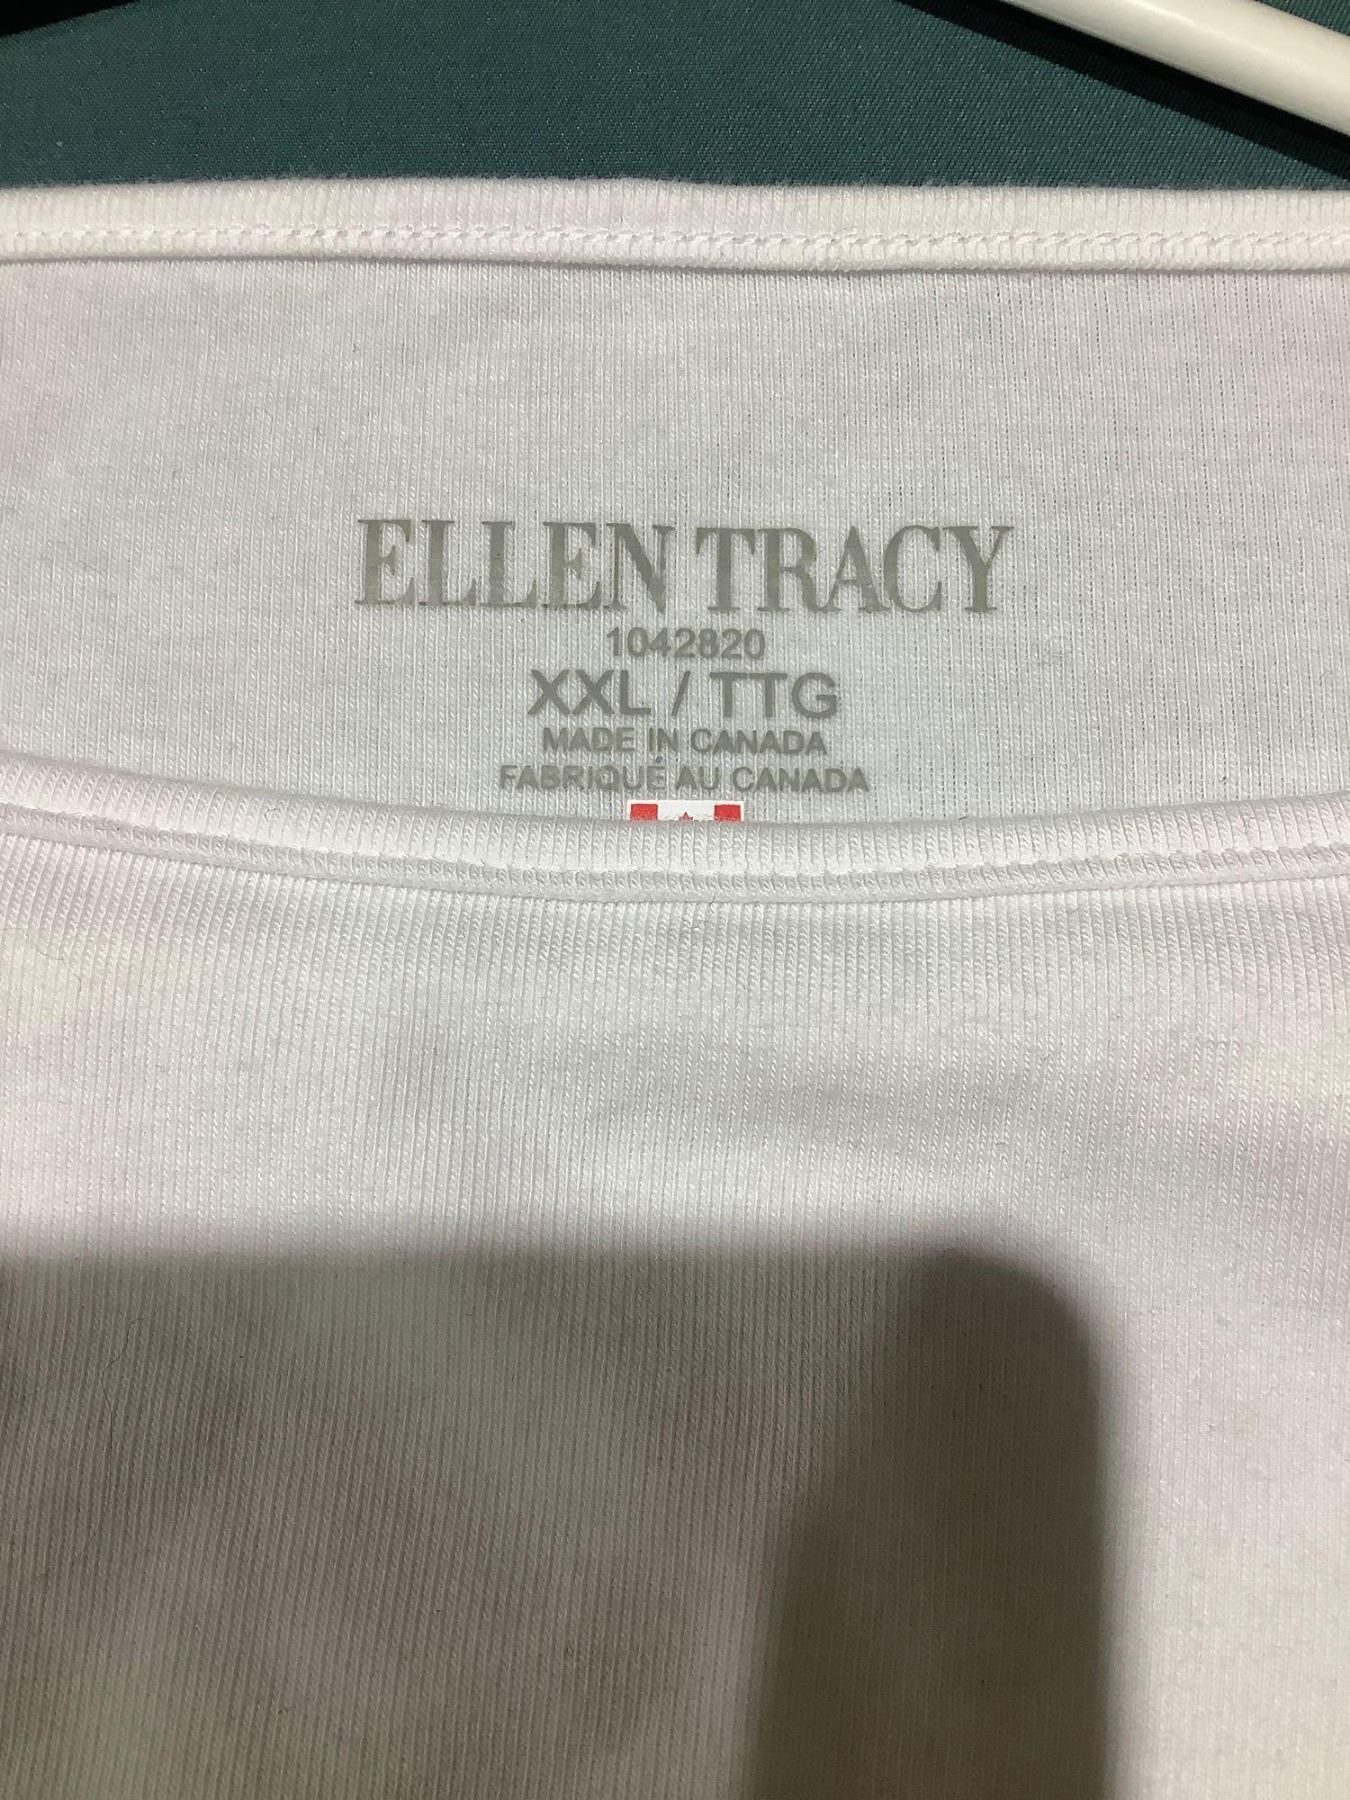 ELLEN TRACY
1042820
XXL / TTG
MADE IN CANADA
FABRIQUÉ AU CANADA